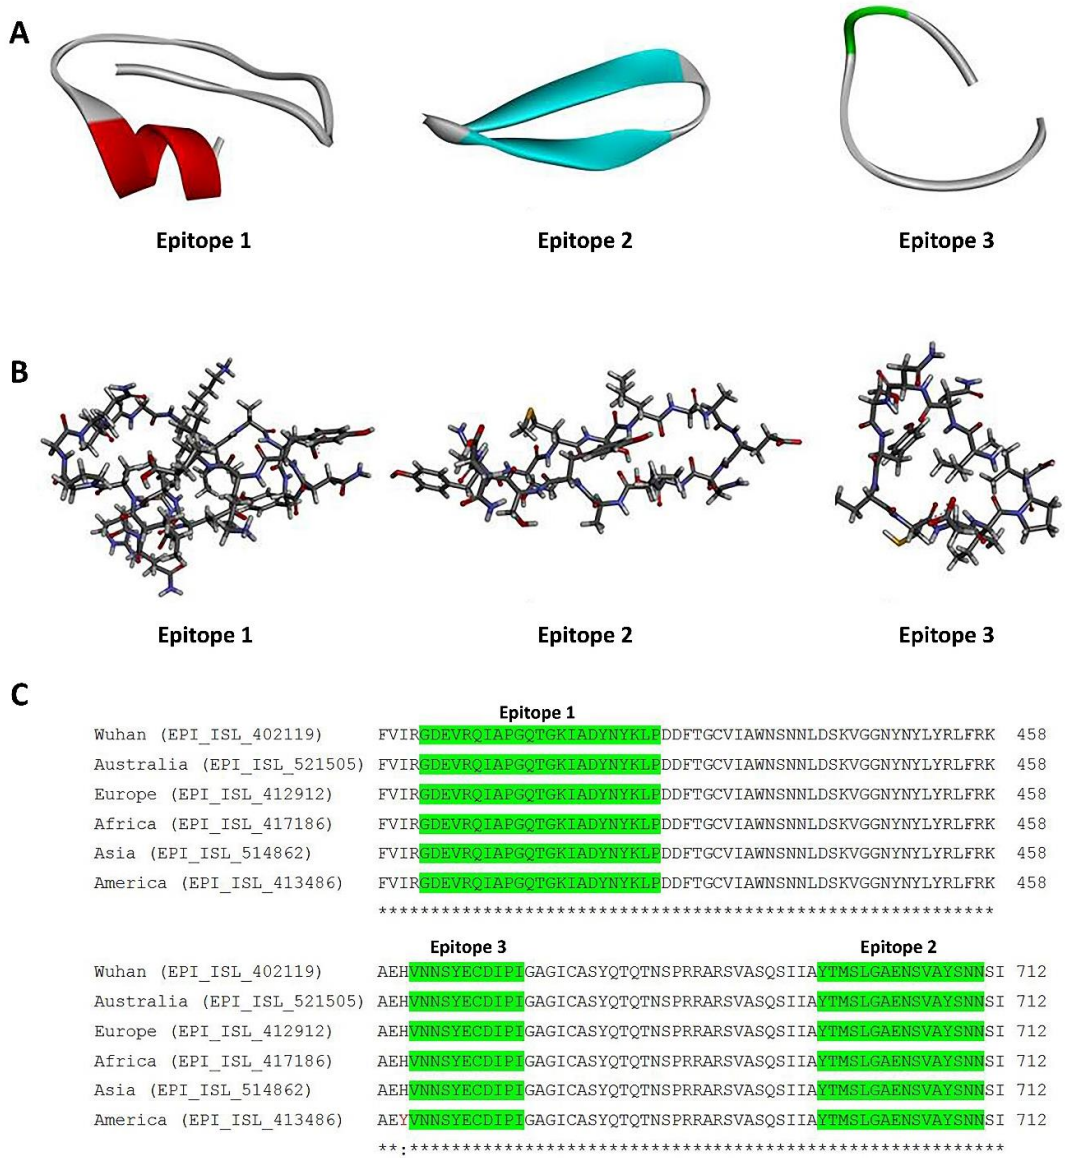 A
Epitope 1 Epitope 2 Epitope 3
B
Epitope 1 Epitope 2 Epitope 3
C
Epitope 1
Wuhan (EPI_ISL_402119) FVIRGDEVRQIAPGQTGKIADYNYKLPDDFTGCVIAWNSNNLDSKVGGNYNYLYRLFRK 458
Australia (EPI_ISL_521505) FVIRGDEVRQIAPGQTGKIADYNYKLPDDFTGCVIAWNSNNLDSKVGGNYNYLYRLFRK 458
Europe (EPI_ISL_412912) FVIRGDEVRQIAPGQTGKIADYNYKLPDDFTGCVIAWNSNNLDSKVGGNYNYLYRLFRK 458
Africa (EPI_ISL_417186) FVIRGDEVRQIAPGQTGKIADYNYKLPDDFTGCVIAWNSNNLDSKVGGNYNYLYRLFRK 458
Asia (EPI_ISL_514862) FVIRGDEVRQIAPGQTGKIADYNYKLPDDFTGCVIAWNSNNLDSKVGGNYNYLYRLFRK 458
America (EPI_ISL_413486) FVIRGDEVRQIAPGQTGKIADYNYKLPDDFTGCVIAWNSNNLDSKVGGNYNYLYRLFRK 458
***********************************************************
Epitope 3 Epitope 2
Wuhan (EPI_ISL_402119) AEHVNNSYECDIPIGAGICASYQTQTNSPRRARSVASQSIIAYTMSLGAENSVAYSNNSI 712
Australia (EPI_ISL_521505) AEHVNNSYECDIPIGAGICASYQTQTNSPRRARSVASQSIIAYTMSLGAENSVAYSNNSI 712
Europe (EPI_ISL_412912) AEHVNNSYECDIPIGAGICASYQTQTNSPRRARSVASQSIIAYTMSLGAENSVAYSNNSI 712
Africa (EPI_ISL_417186) AEHVNNSYECDIPIGAGICASYQTQTNSPRRARSVASQSIIAYTMSLGAENSVAYSNNSI 712
Asia (EPI_ISL_514862) AEHVNNSYECDIPIGAGICASYQTQTNSPRRARSVASQSIIAYTMSLGAENSVAYSNNSI 712
America (EPI_ISL_413486) AEYVNNSYECDIPIGAGICASYQTQTNSPRRARSVASQSIIAYTMSLGAENSVAYSNNSI 712
**:*********************************************************